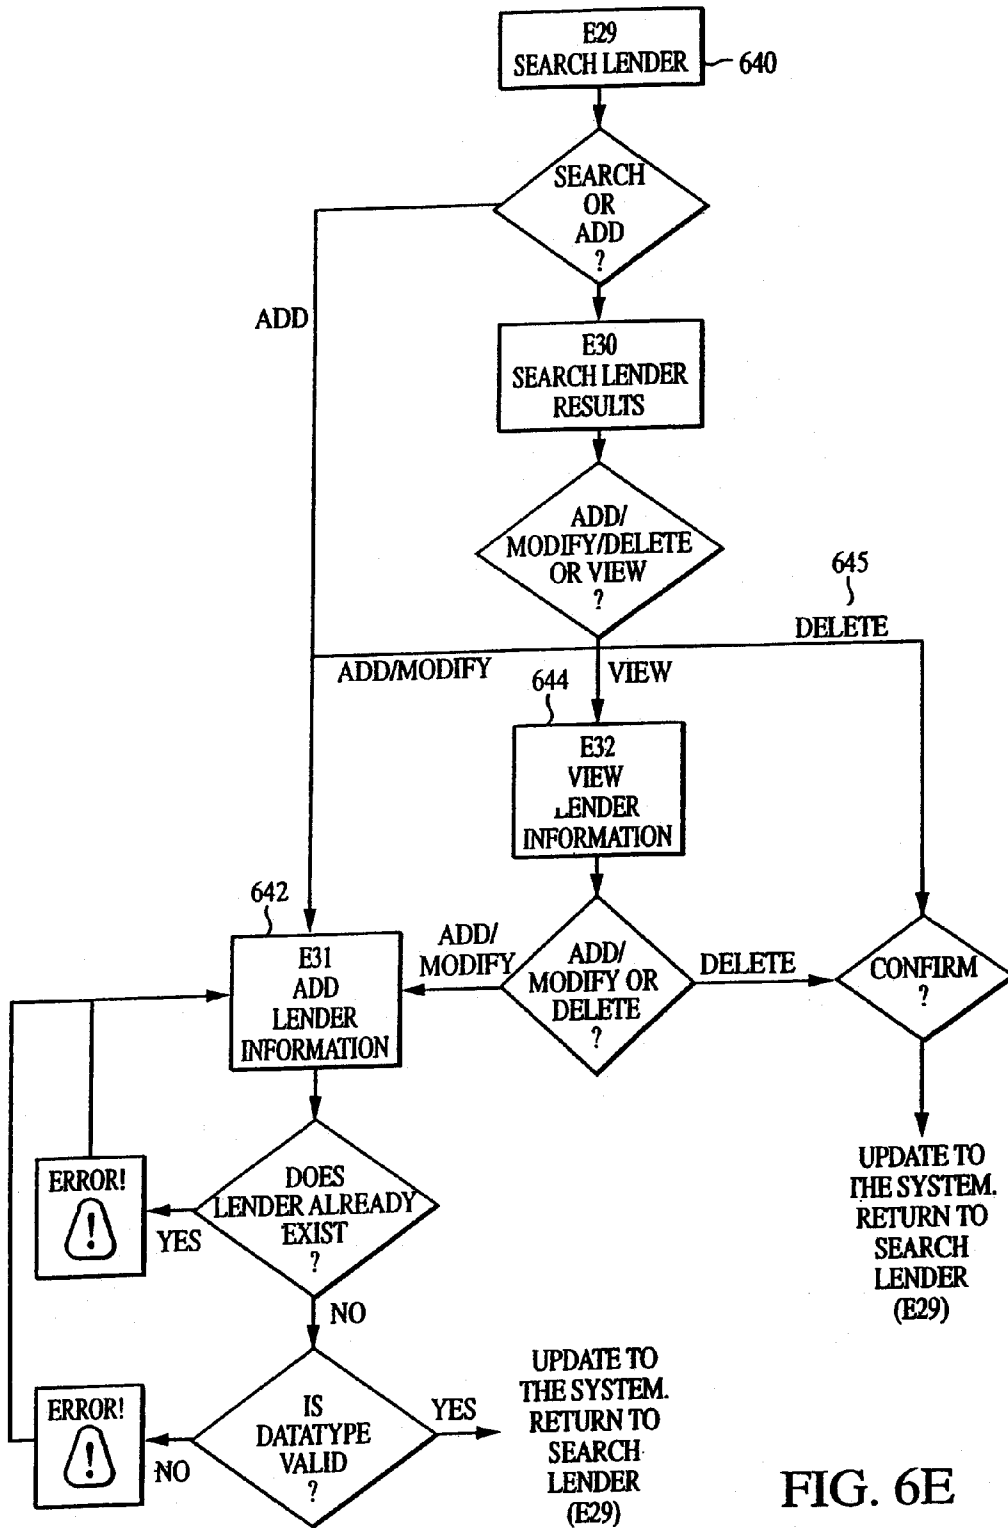 E29
SEARCH LENDER
640
SEARCH
OR
ADD
?
ADD
E30
SEARCH LENDER
RESULTS
ADD/
MODIFY/DELETE
OR VIEW
?
645
DELETE
ADD/MODIFY
VIEW
644
E32
VIEW
LENDER
INFORMATION
642
E31
ADD
LENDER
INFORMATION
ADD/
MODIFY
ADD/
MODIFY OR
DELETE
?
DELETE
CONFIRM
?
ERROR!
!
YES
DOES
LENDER ALREADY
EXIST
?
NO
UPDATE TO
THE SYSTEM.
RETURN TO
SEARCH
LENDER
(E29)
ERROR!
!
NO
IS
DATATYPE
VALID
?
YES
UPDATE TO
THE SYSTEM.
RETURN TO
SEARCH
LENDER
(E29)
FIG. 6E